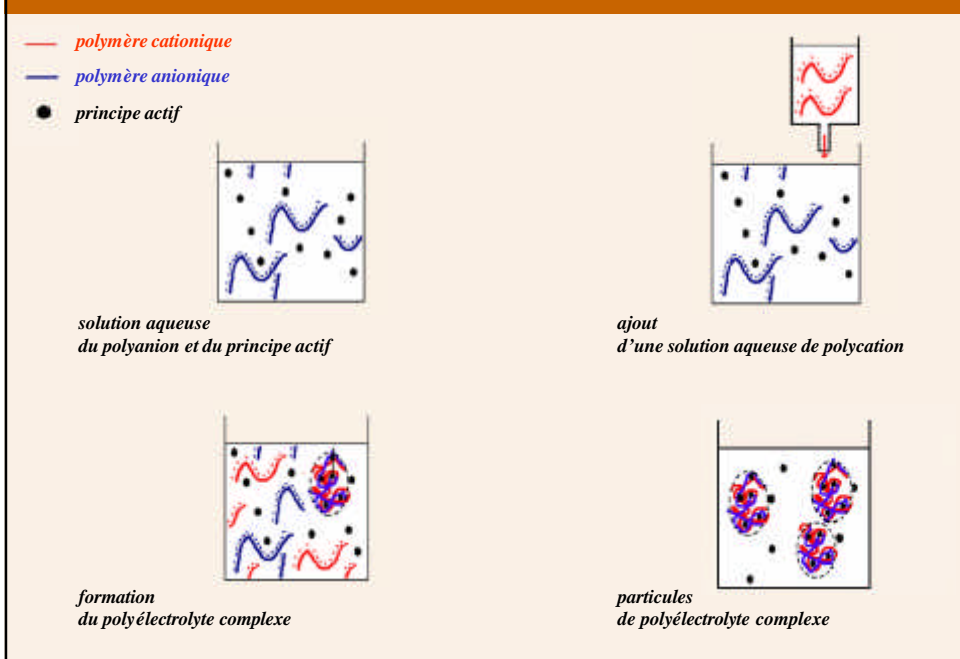 polymère cationique
polymère anionique
principe actif
solution aqueuse
du polyanion et du principe actif
ajout
d'une solution aqueuse de polycation
formation
du polyélectrolyte complexe
particules
de polyélectrolyte complexe